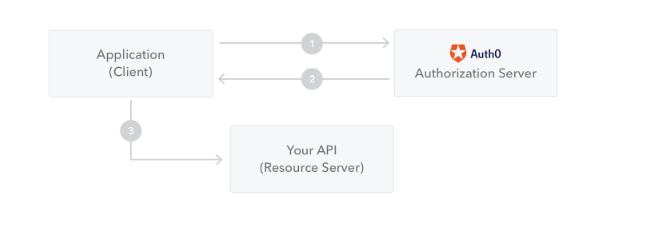 Application
(Client)
1
Auth0
Authorization Server
2
3
Your API
(Resource Server)